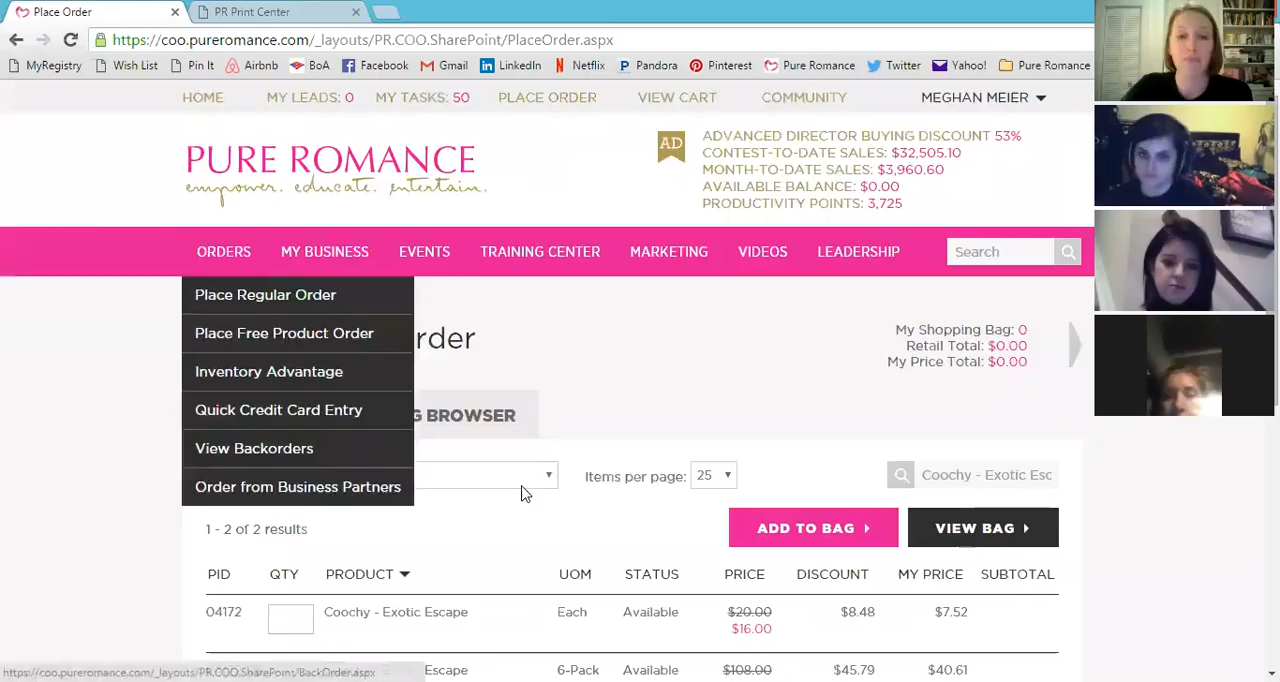 Place Order
PR Print Center
https://coo.pureromance.com/_layouts/PR.COO.SharePoint/PlaceOrder.aspx
MyRegistry Wish List Pin It Airbnb BoA Facebook Gmail LinkedIn Netflix Pandora Pinterest Pure Romance Twitter Yahoo! Pure Romance
HOME MY LEADS: 0 MY TASKS: 50 PLACE ORDER VIEW CART COMMUNITY MEGHAN MEIER
PURE ROMANCE
empower. educate. entertain.
AD
ADVANCED DIRECTOR BUYING DISCOUNT 53%
CONTEST-TO-DATE SALES: $32,505.10
MONTH-TO-DATE SALES: $3,960.60
AVAILABLE BALANCE: $0.00
PRODUCTIVITY POINTS: 3,725
ORDERS MY BUSINESS EVENTS TRAINING CENTER MARKETING VIDEOS LEADERSHIP Search
Place Regular Order
Place Free Product Order
Inventory Advantage
Quick Credit Card Entry
View Backorders
Order from Business Partners
rder
My Shopping Bag: 0
Retail Total: $0.00
My Price Total: $0.00
G BROWSER
Items per page: 25
Coochy - Exotic Esc
1 - 2 of 2 results
ADD TO BAG
VIEW BAG
PID QTY PRODUCT UOM STATUS PRICE DISCOUNT MY PRICE SUBTOTAL
04172 Coochy - Exotic Escape Each Available $20.00 $8.48 $7.52
$16.00
Escape 6-Pack Available $108.00 $45.79 $40.61
https://coo.pureromance.com/_layouts/PR.COO.SharePoint/BackOrder.aspx